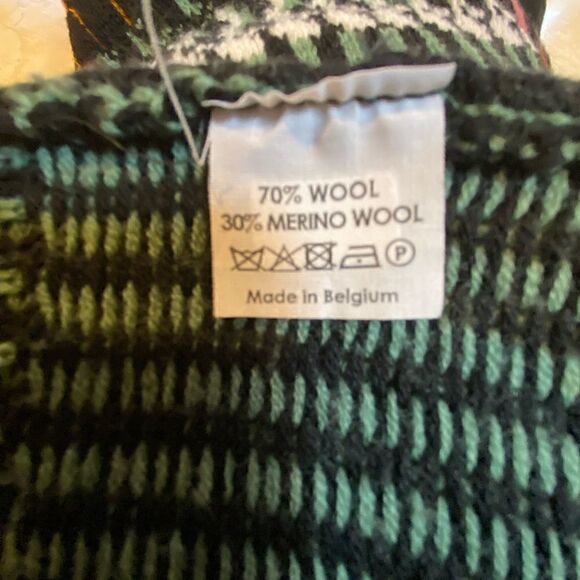 70% WOOL
30% MERINO WOOL
P
Made in Belgium